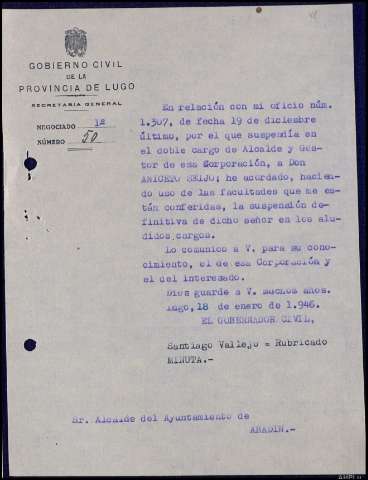 GOBIERNO CIVIL
DE LA
PROVINCIA DE LUGO
SECRETARÍA GENERAL
NEGOCIADO 1ª
NÚMERO 50
En relación con mi oficio núm.
1.307, de fecha 19 de diciembre
último, por el que suspendía en
el doble cargo de Alcalde y Ges-
tor de esa Corporación, a Don
ANICETO SEIJO; he acordado, hacien-
do uso de las facultades que me es-
tán conferidas, la suspensión de-
finitiva de dicho señor en los alu-
didos cargos.
Lo comunico a V. para su cono-
cimiento, el de esa Corporación y
el del interesado.
Dios guarde a V. muchos años.
Lugo, 18 de enero de 1.946.
EL GOBERNADOR CIVIL,
Santiago Vallejo = Rubricado
MINUTA.-
Sr. Alcalde del Ayuntamiento de
ABADIN.-